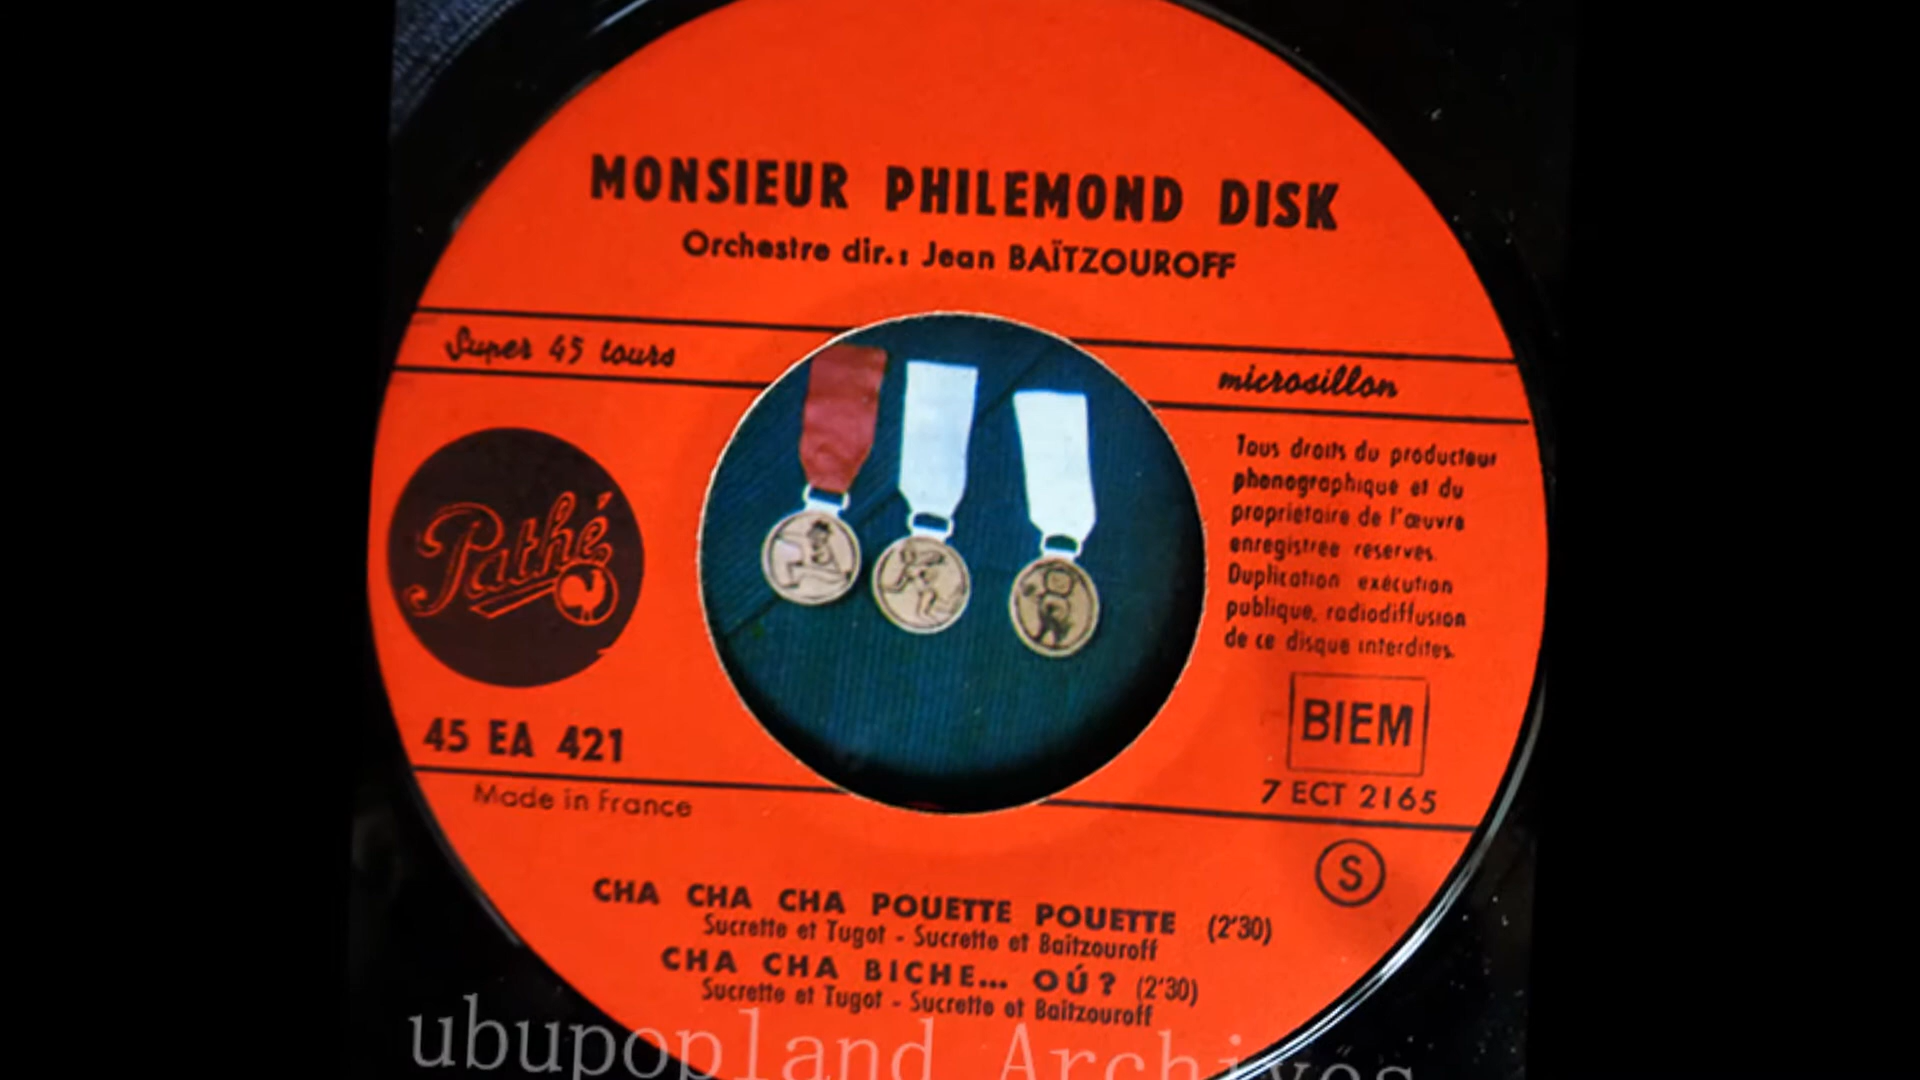 MONSIEUR PHILEMOND DISK
Orchestre dir.: Jean BAÏTZOUROFF
Super 45 tours
microsillon
Tous droits du producteur
phonographique et du
propriétaire de l'œuvre
enregistrée réservés.
Duplication exécution
publique, radiodiffusion
de ce disque interdites.
Pathé
BIEM
45 EA 421
7 ECT 2165
Made in France
S
CHA CHA CHA POUETTE POUETTE (2'30)
Sucrette et Tugot - Sucrette et Baïtzouroff
CHA CHA BICHE... OÚ? (2'30)
Sucrette et Tugot - Sucrette et Baïtzouroff
ubupopland Archives